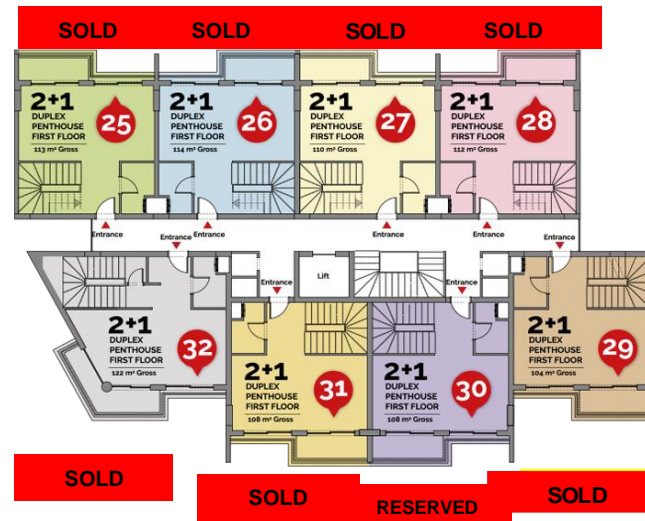 SOLD SOLD SOLD SOLD
2+1
DUPLEX
PENTHOUSE
FIRST FLOOR
113 m² Gross
25
2+1
DUPLEX
PENTHOUSE
FIRST FLOOR
114 m² Gross
26
2+1
DUPLEX
PENTHOUSE
FIRST FLOOR
110 m² Gross
27
2+1
DUPLEX
PENTHOUSE
FIRST FLOOR
112 m² Gross
28
Entrance Entrance Entrance Entrance
Entrance Entrance
Entrance Lift Entrance
2+1
DUPLEX
PENTHOUSE
FIRST FLOOR
122 m² Gross
32
2+1
DUPLEX
PENTHOUSE
FIRST FLOOR
108 m² Gross
31
2+1
DUPLEX
PENTHOUSE
FIRST FLOOR
108 m² Gross
30
2+1
DUPLEX
PENTHOUSE
FIRST FLOOR
104 m² Gross
29
SOLD
SOLD
RESERVED
SOLD